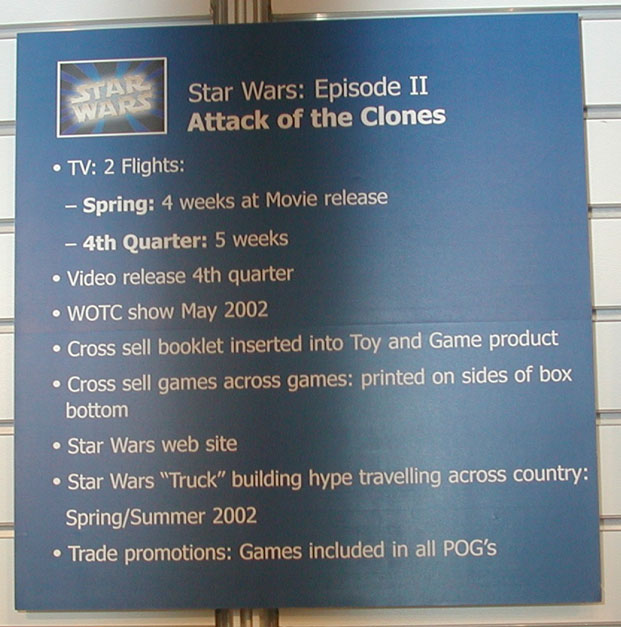 STAR
WARS
Star Wars: Episode II
Attack of the Clones
• TV: 2 Flights:
– Spring: 4 weeks at Movie release
– 4th Quarter: 5 weeks
• Video release 4th quarter
• WOTC show May 2002
• Cross sell booklet inserted into Toy and Game product
• Cross sell games across games: printed on sides of box
bottom
• Star Wars web site
• Star Wars “Truck” building hype travelling across country:
Spring/Summer 2002
• Trade promotions: Games included in all POG’s